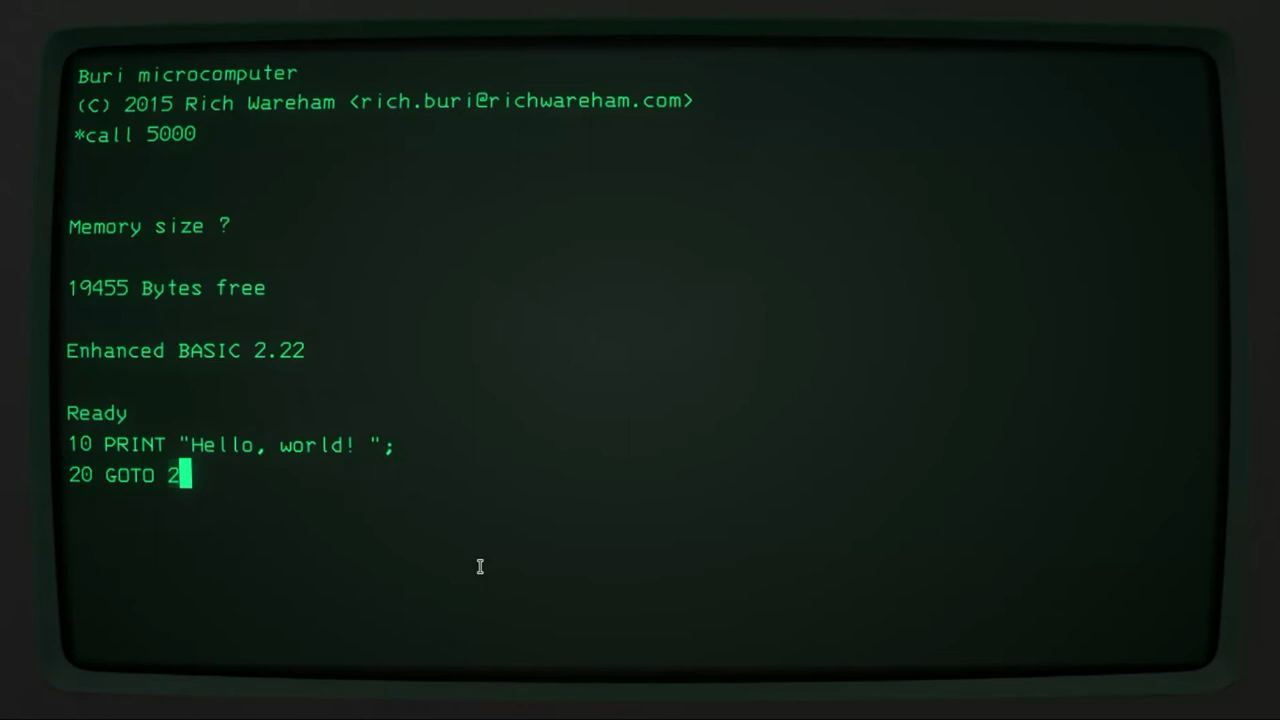 Buri microcomputer
(C) 2015 Rich Wareham <rich.buri@richwareham.com>
*call 5000
Memory size ?
19455 Bytes free
Enhanced BASIC 2.22
Ready
10 PRINT "Hello, world! ";
20 GOTO 2